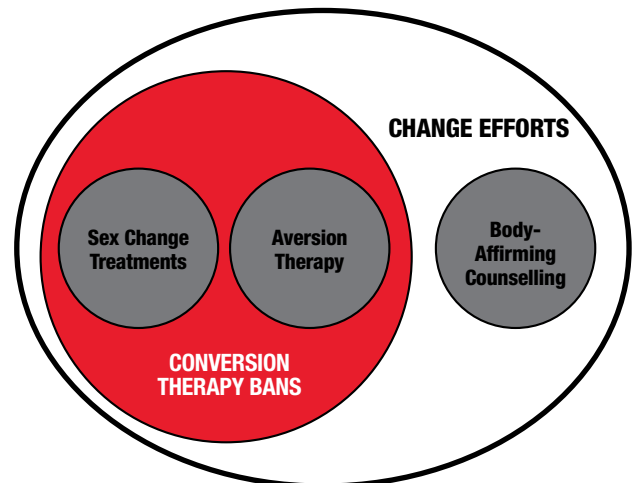 CHANGE EFFORTS
Sex Change
Treatments
Aversion
Therapy
Body-
Affirming
Counselling
CONVERSION
THERAPY BANS